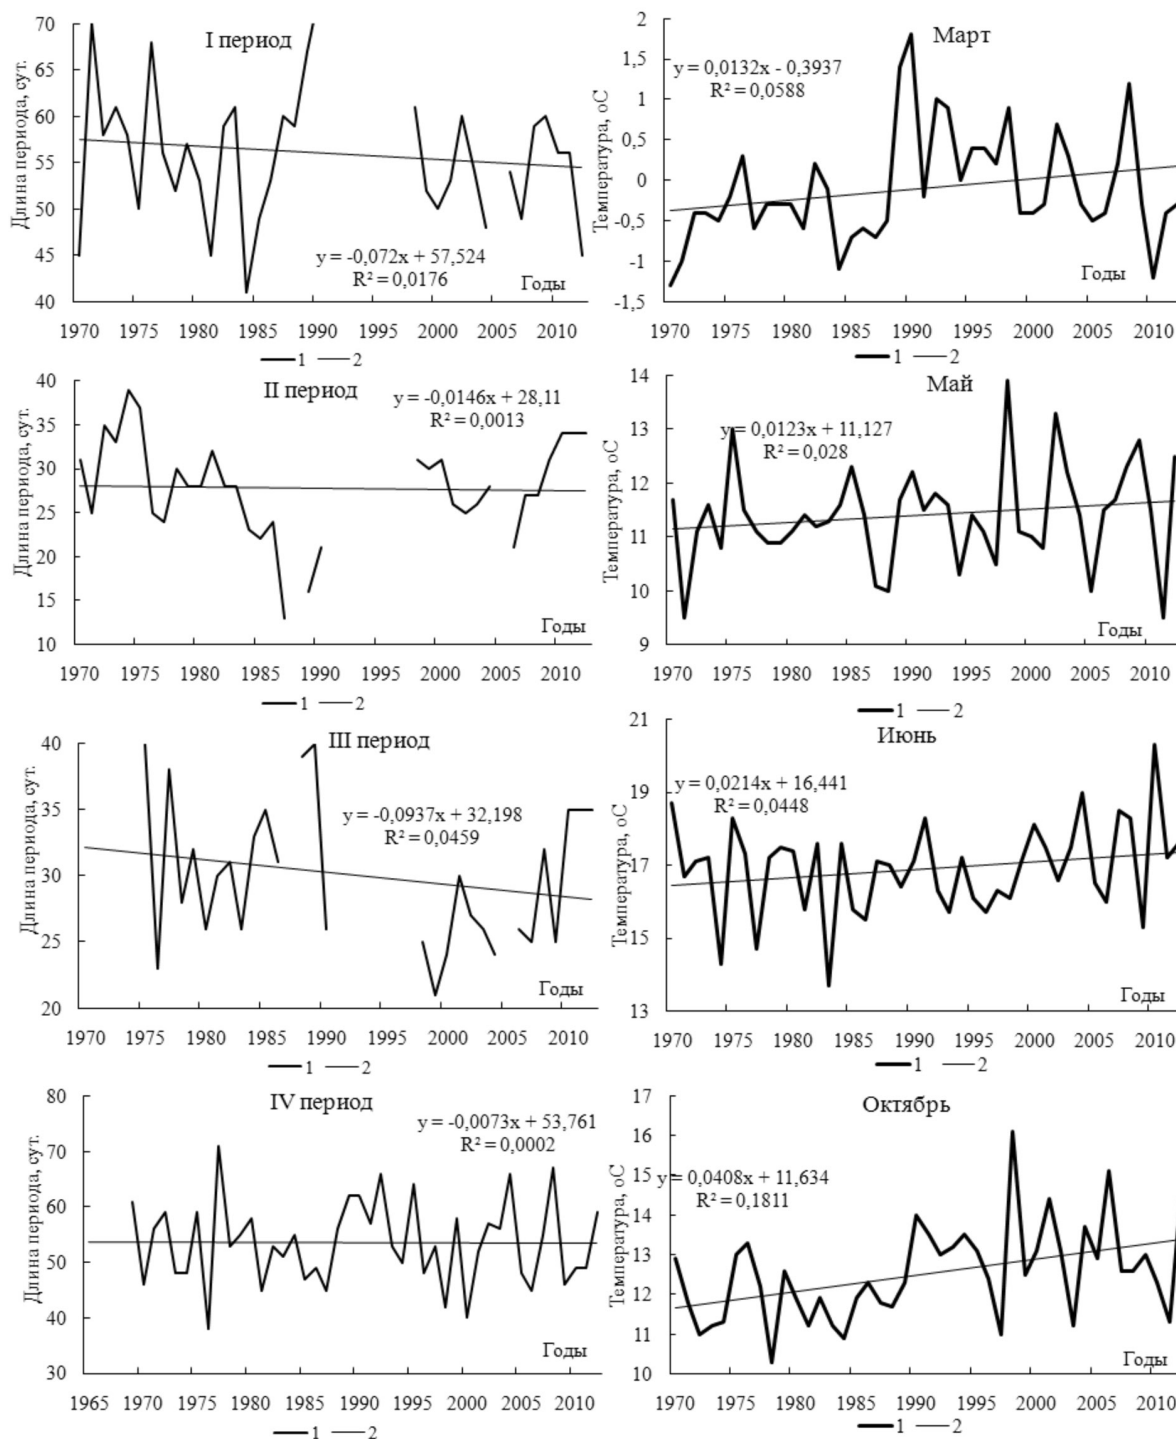 I период
Длина периода, сут.
70
65
60
55
50
45
40
y = -0,072x + 57,524
R² = 0,0176
Годы
1970 1975 1980 1985 1990 1995 2000 2005 2010
1 2
Март
Температура, оС
2
1,5
1
0,5
0
-0,5
-1
-1,5
y = 0,0132x - 0,3937
R² = 0,0588
Годы
1970 1975 1980 1985 1990 1995 2000 2005 2010
1 2
II период
Длина периода, сут.
40
35
30
25
20
15
10
y = -0,0146x + 28,11
R² = 0,0013
Годы
1970 1975 1980 1985 1990 1995 2000 2005 2010
1 2
Май
Температура, оС
14
13
12
11
10
9
y = 0,0123x + 11,127
R² = 0,028
Годы
1970 1975 1980 1985 1990 1995 2000 2005 2010
1 2
III период
Длина периода, сут.
40
35
30
25
20
y = -0,0937x + 32,198
R² = 0,0459
Годы
1970 1975 1980 1985 1990 1995 2000 2005 2010
1 2
Июнь
Температура, оС
21
19
17
15
13
y = 0,0214x + 16,441
R² = 0,0448
Годы
1970 1975 1980 1985 1990 1995 2000 2005 2010
1 2
IV период
Длина периода, сут.
80
70
60
50
40
30
y = -0,0073x + 53,761
R² = 0,0002
Годы
1965 1970 1975 1980 1985 1990 1995 2000 2005 2010
1 2
Октябрь
Температура, оС
17
16
15
14
13
12
11
10
y = 0,0408x + 11,634
R² = 0,1811
Годы
1970 1975 1980 1985 1990 1995 2000 2005 2010
1 2